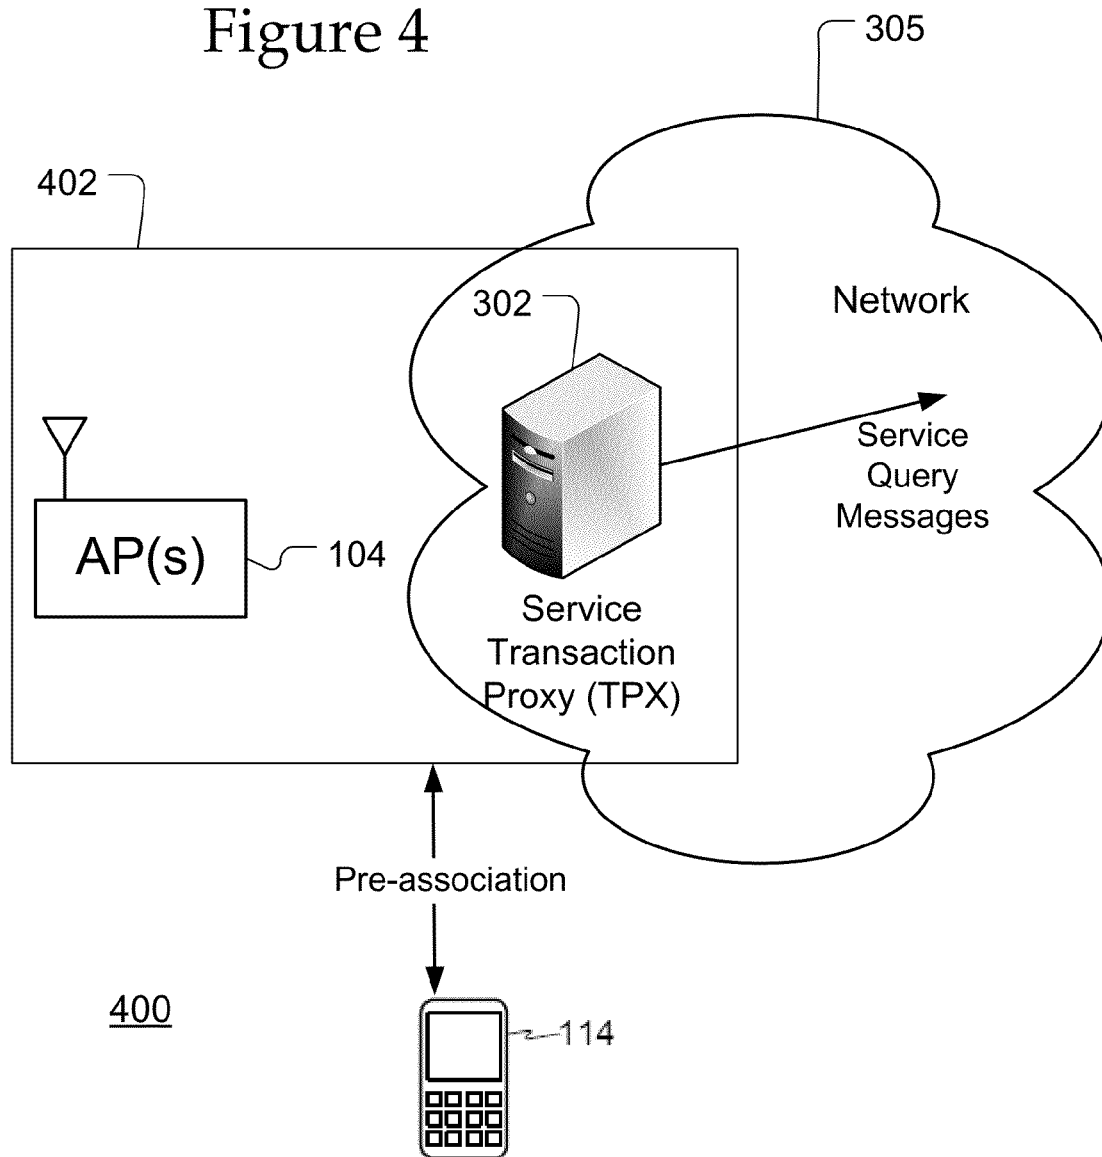 Figure 4
305
402
302
Network
Service
Query
Messages
AP(s)
104
Service
Transaction
Proxy (TPX)
Pre-association
400
114